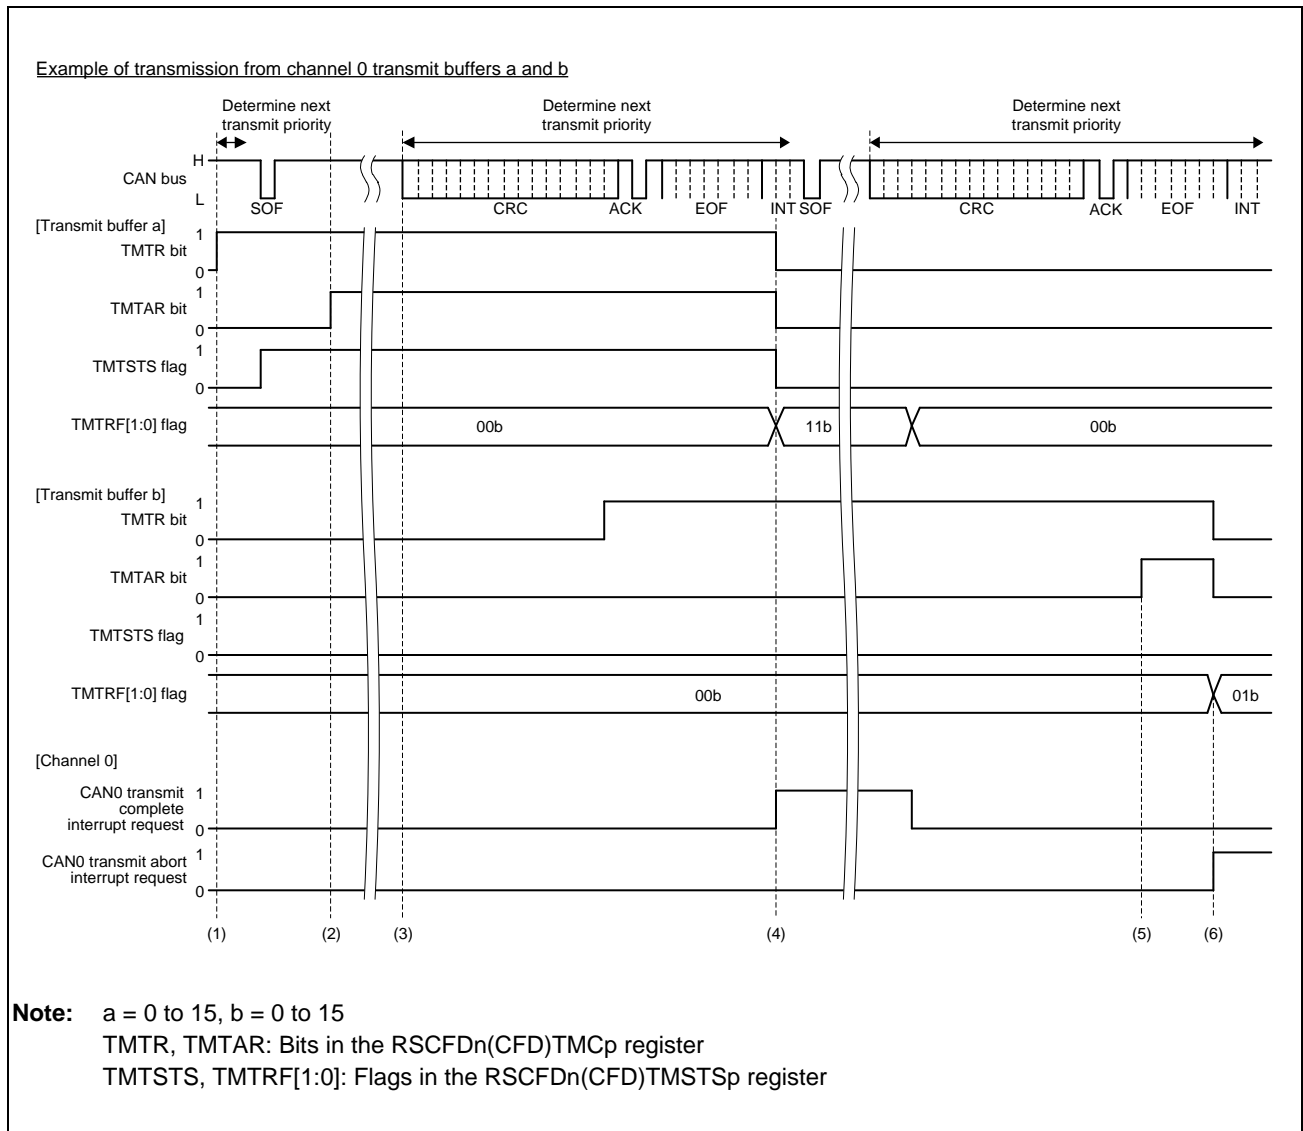 Example of transmission from channel 0 transmit buffers a and b
Determine next
transmit priority
Determine next
transmit priority
Determine next
transmit priority
H
CAN bus
L
SOF
CRC
ACK
EOF
INT
SOF
CRC
ACK
EOF
INT
[Transmit buffer a]
1
TMTR bit
0
1
TMTAR bit
0
1
TMTSTS flag
0
TMTRF[1:0] flag
00b
11b
00b
[Transmit buffer b]
1
TMTR bit
0
1
TMTAR bit
0
1
TMTSTS flag
0
TMTRF[1:0] flag
00b
01b
[Channel 0]
CAN0 transmit
complete
interrupt request
1
0
CAN0 transmit abort
interrupt request
1
0
(1)
(2)
(3)
(4)
(5)
(6)
Note: a = 0 to 15, b = 0 to 15
TMTR, TMTAR: Bits in the RSCFDn(CFD)TMCp register
TMTSTS, TMTRF[1:0]: Flags in the RSCFDn(CFD)TMSTSp register